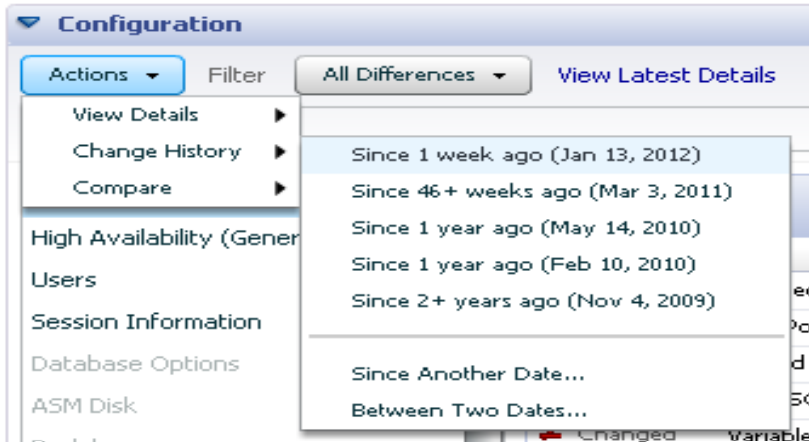 Configuration
Actions Filter All Differences View Latest Details
View Details
Change History
Compare
Since 1 week ago (Jan 13, 2012)
Since 46+ weeks ago (Mar 3, 2011)
Since 1 year ago (May 14, 2010)
Since 1 year ago (Feb 10, 2010)
Since 2+ years ago (Nov 4, 2009)
Since Another Date...
Between Two Dates...
High Availability (Gener
Users
Session Information
Database Options
ASM Disk
Changed Variable